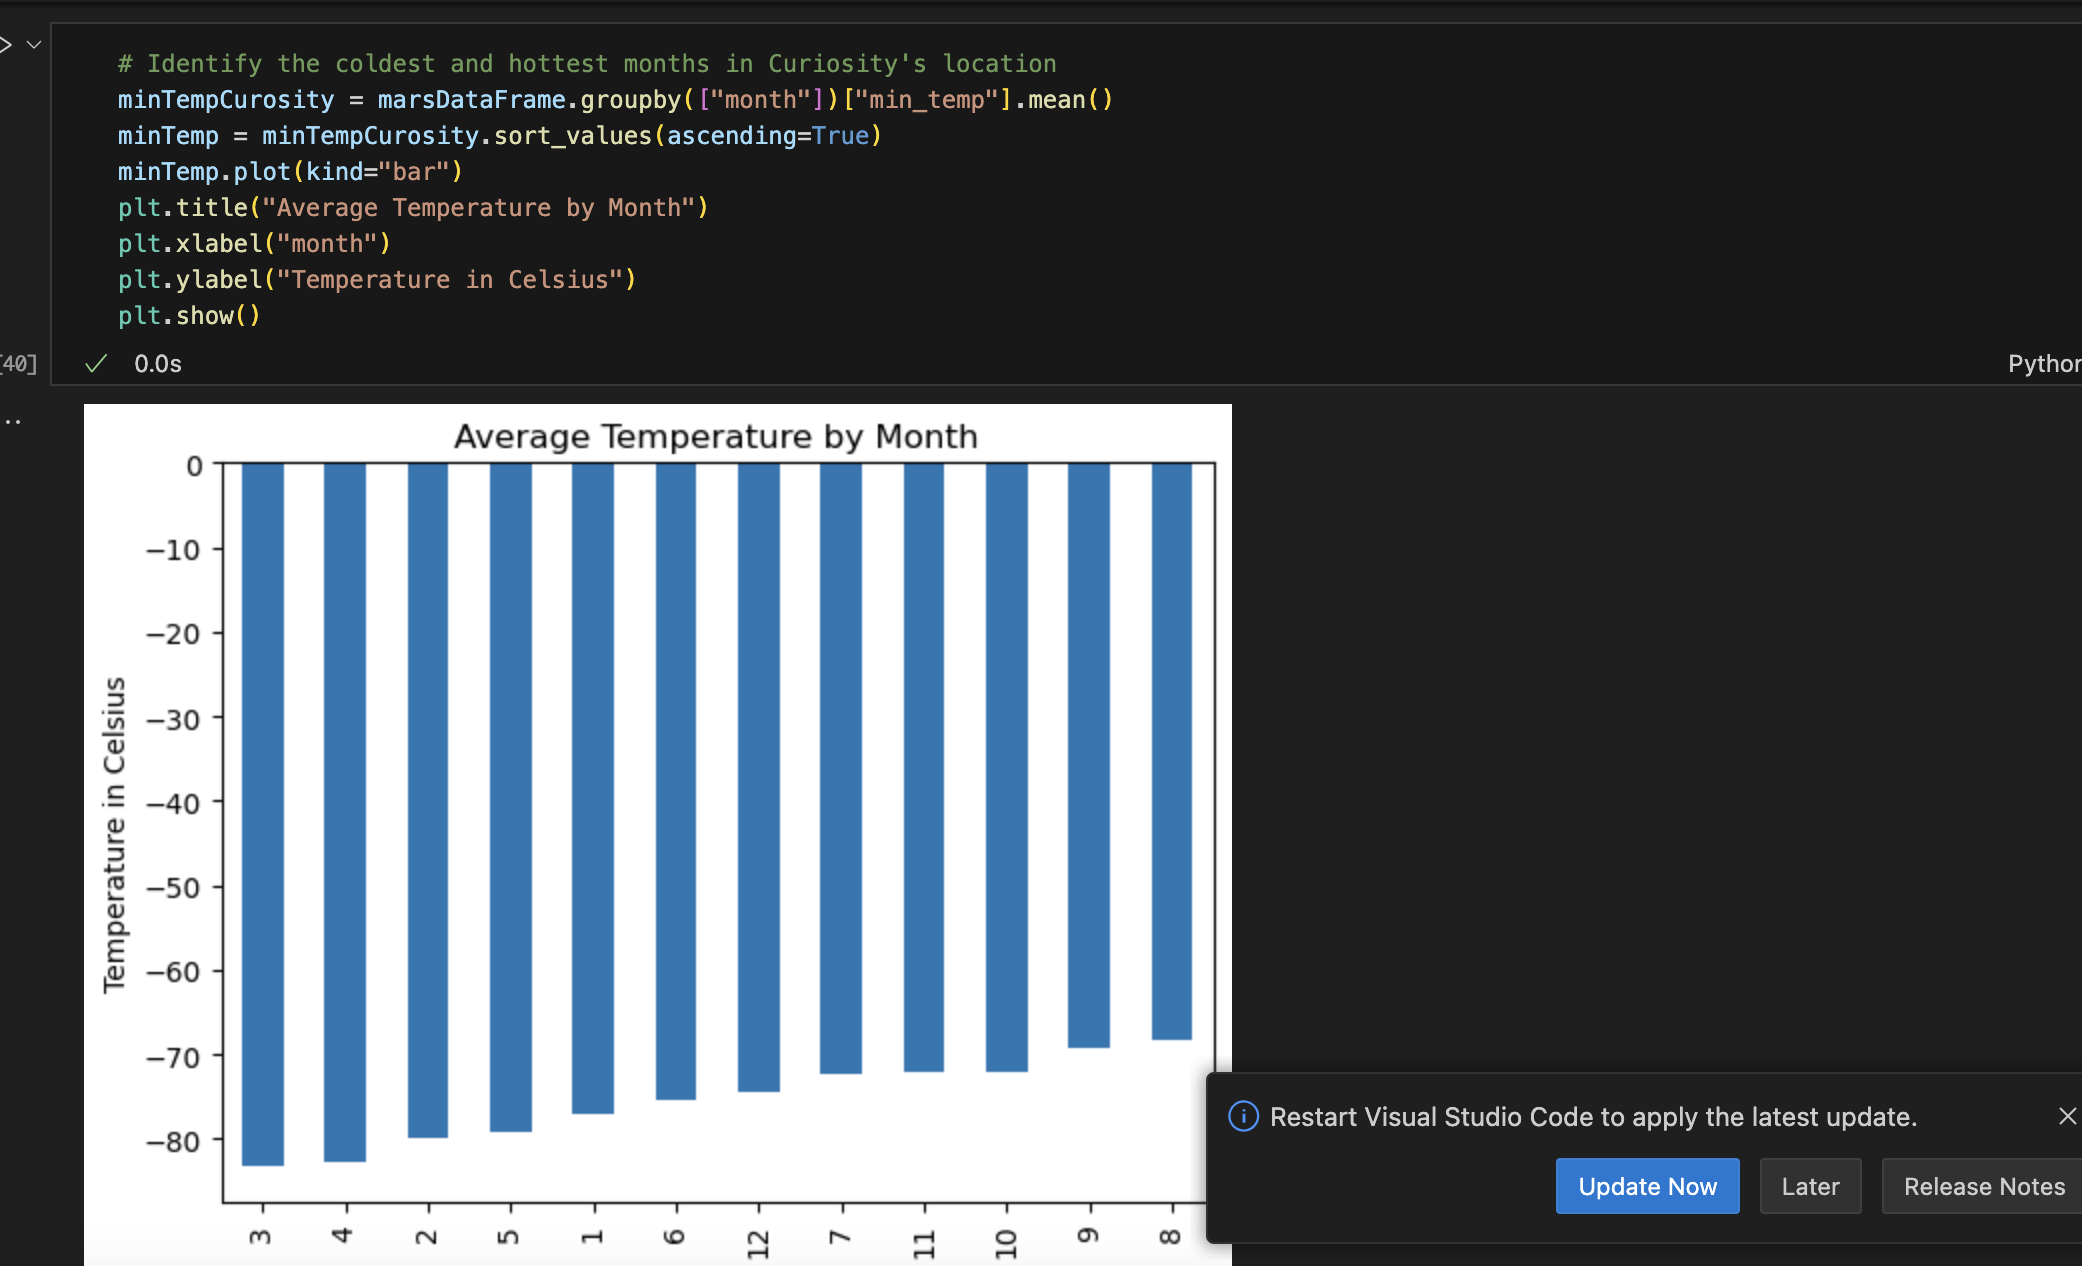 # Identify the coldest and hottest months in Curiosity's location
minTempCurosity = marsDataFrame.groupby(["month"])["min_temp"].mean()
minTemp = minTempCurosity.sort_values(ascending=True)
minTemp.plot(kind="bar")
plt.title("Average Temperature by Month")
plt.xlabel("month")
plt.ylabel("Temperature in Celsius")
plt.show()
[40]
0.0s
Python
Average Temperature by Month
Temperature in Celsius
0
−10
−20
−30
−40
−50
−60
−70
−80
3 4 2 5 1 6 12 7 11 10 9 8
Restart Visual Studio Code to apply the latest update.
Update Now Later Release Notes